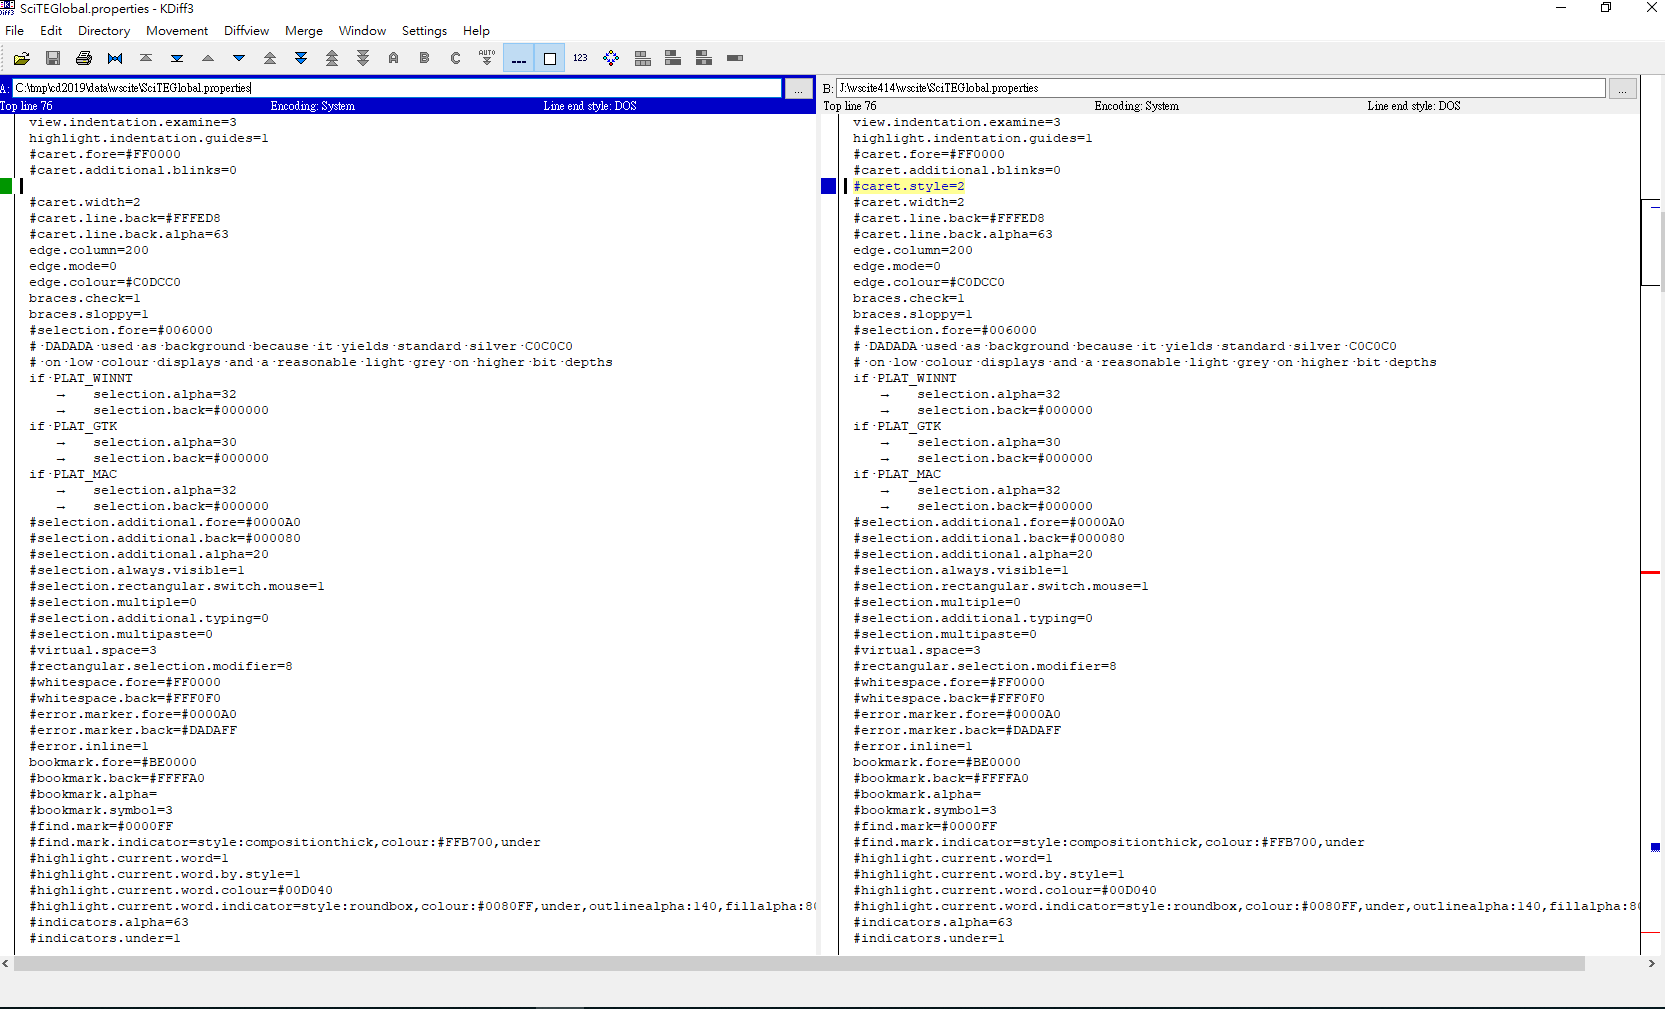 SciTEGlobal.properties - KDiff3
File Edit Directory Movement Diffview Merge Window Settings Help
A B C AUTO 123
A: C:\tmp\cd2019\data\wscite\SciTEGlobal.properties ...
Top line 76 Encoding: System Line end style: DOS
view.indentation.examine=3
highlight.indentation.guides=1
#caret.fore=#FF0000
#caret.additional.blinks=0
#caret.width=2
#caret.line.back=#FFFED8
#caret.line.back.alpha=63
edge.column=200
edge.mode=0
edge.colour=#C0DCC0
braces.check=1
braces.sloppy=1
#selection.fore=#006000
#·DADADA·used·as·background·because·it·yields·standard·silver·C0C0C0
#·on·low·colour·displays·and·a·reasonable·light·grey·on·higher·bit·depths
if·PLAT_WINNT
→ selection.alpha=32
→ selection.back=#000000
if·PLAT_GTK
→ selection.alpha=30
→ selection.back=#000000
if·PLAT_MAC
→ selection.alpha=32
→ selection.back=#000000
#selection.additional.fore=#0000A0
#selection.additional.back=#000080
#selection.additional.alpha=20
#selection.always.visible=1
#selection.rectangular.switch.mouse=1
#selection.multiple=0
#selection.additional.typing=0
#selection.multipaste=0
#virtual.space=3
#rectangular.selection.modifier=8
#whitespace.fore=#FF0000
#whitespace.back=#FFF0F0
#error.marker.fore=#0000A0
#error.marker.back=#DADAFF
#error.inline=1
bookmark.fore=#BE0000
#bookmark.back=#FFFFA0
#bookmark.alpha=
#bookmark.symbol=3
#find.mark=#0000FF
#find.mark.indicator=style:compositionthick,colour:#FFB700,under
#highlight.current.word=1
#highlight.current.word.by.style=1
#highlight.current.word.colour=#00D040
#highlight.current.word.indicator=style:roundbox,colour:#0080FF,under,outlinealpha:140,fillalpha:80
#indicators.alpha=63
#indicators.under=1
B: J:\wscite414\wscite\SciTEGlobal.properties ...
Top line 76 Encoding: System Line end style: DOS
view.indentation.examine=3
highlight.indentation.guides=1
#caret.fore=#FF0000
#caret.additional.blinks=0
#caret.style=2
#caret.width=2
#caret.line.back=#FFFED8
#caret.line.back.alpha=63
edge.column=200
edge.mode=0
edge.colour=#C0DCC0
braces.check=1
braces.sloppy=1
#selection.fore=#006000
#·DADADA·used·as·background·because·it·yields·standard·silver·C0C0C0
#·on·low·colour·displays·and·a·reasonable·light·grey·on·higher·bit·depths
if·PLAT_WINNT
→ selection.alpha=32
→ selection.back=#000000
if·PLAT_GTK
→ selection.alpha=30
→ selection.back=#000000
if·PLAT_MAC
→ selection.alpha=32
→ selection.back=#000000
#selection.additional.fore=#0000A0
#selection.additional.back=#000080
#selection.additional.alpha=20
#selection.always.visible=1
#selection.rectangular.switch.mouse=1
#selection.multiple=0
#selection.additional.typing=0
#selection.multipaste=0
#virtual.space=3
#rectangular.selection.modifier=8
#whitespace.fore=#FF0000
#whitespace.back=#FFF0F0
#error.marker.fore=#0000A0
#error.marker.back=#DADAFF
#error.inline=1
bookmark.fore=#BE0000
#bookmark.back=#FFFFA0
#bookmark.alpha=
#bookmark.symbol=3
#find.mark=#0000FF
#find.mark.indicator=style:compositionthick,colour:#FFB700,under
#highlight.current.word=1
#highlight.current.word.by.style=1
#highlight.current.word.colour=#00D040
#highlight.current.word.indicator=style:roundbox,colour:#0080FF,under,outlinealpha:140,fillalpha:80
#indicators.alpha=63
#indicators.under=1